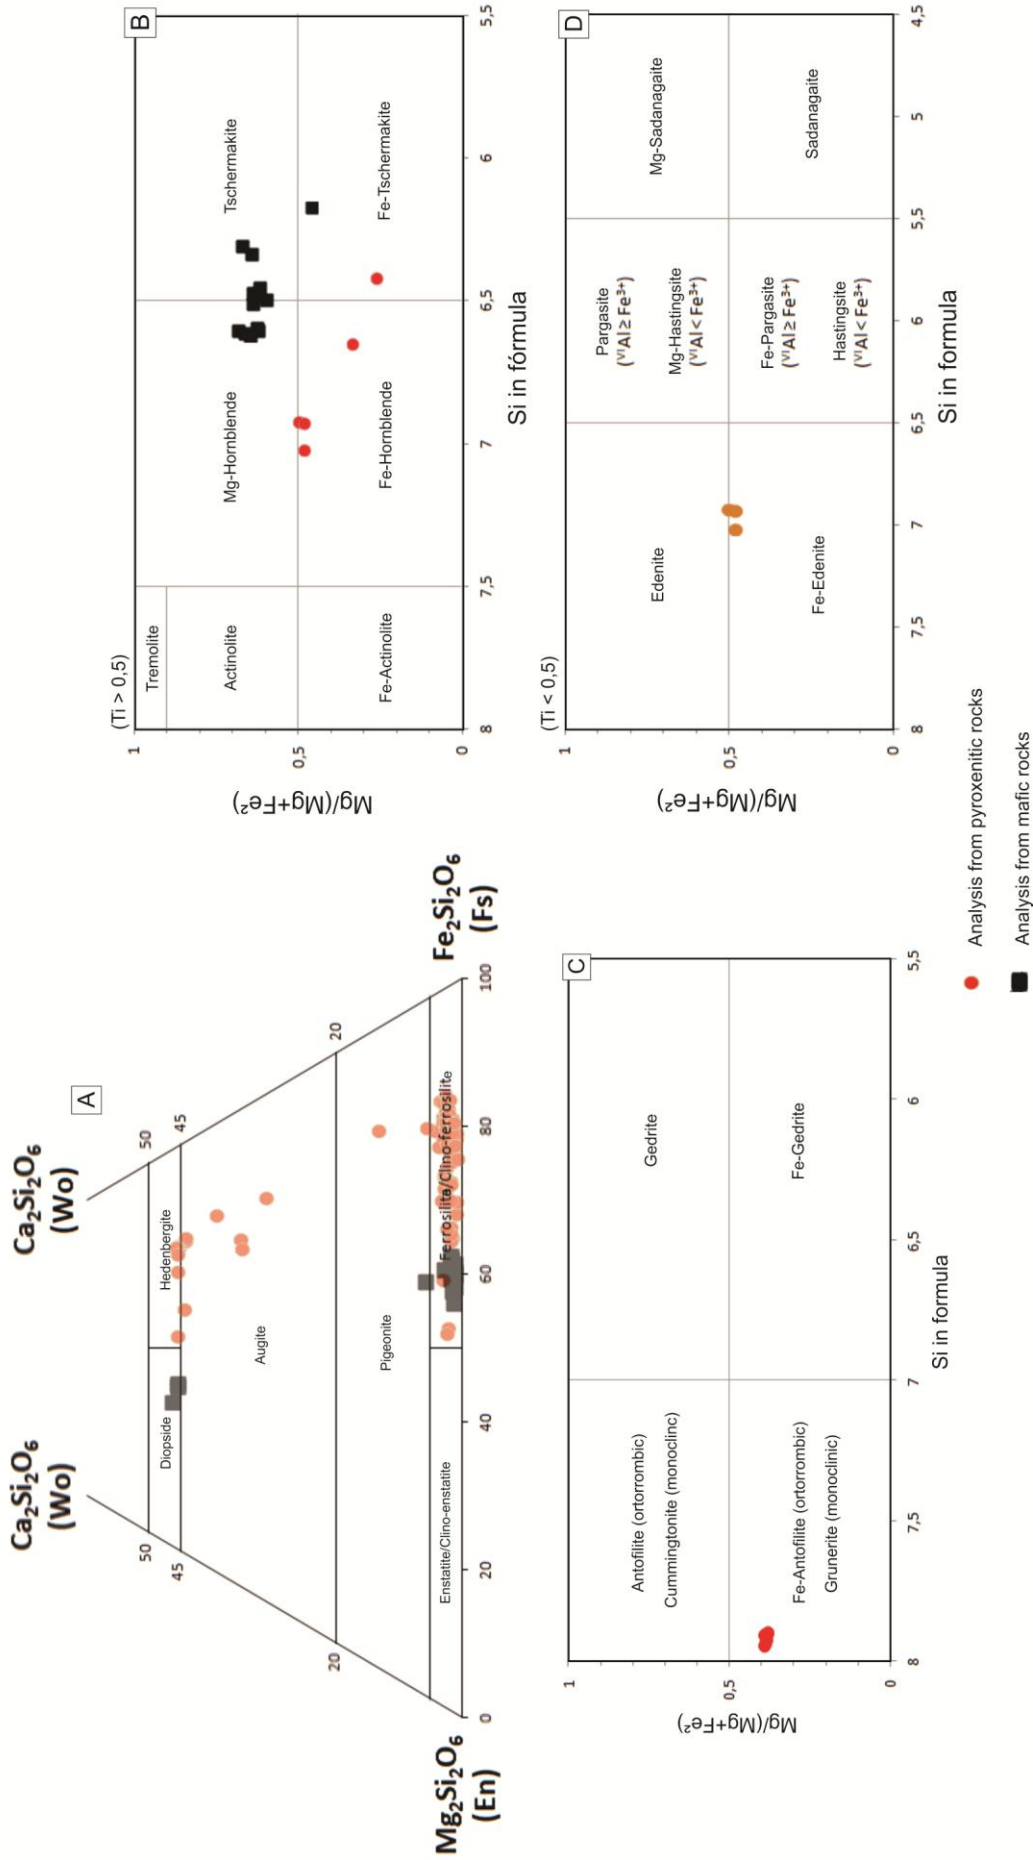 A
Ca2Si2O6
(Wo)
Ca2Si2O6
(Wo)
50
45
50
45
20
20
Diopside
Hedenbergite
Augite
Pigeonite
Enstatite/Clino-enstatite
Ferrosilita/Clino-ferrosilite
0
20
40
60
80
100
Mg2Si2O6
(En)
Fe2Si2O6
(Fs)
B
(Ti > 0,5)
Tremolite
Actinolite
Mg-Hornblende
Tschermakite
Fe-Actinolite
Fe-Hornblende
Fe-Tschermakite
1
0,5
0
8
7,5
7
6,5
6
5,5
Mg/(Mg+Fe²)
Si in fórmula
C
Antofilite (ortorrombic)
Cummingtonite (monoclinc)
Gedrite
Fe-Antofilite (ortorrombic)
Grunerite (monoclinic)
Fe-Gedrite
1
0,5
0
8
7,5
7
6,5
6
5,5
Mg/(Mg+Fe²)
Si in formula
D
(Ti < 0,5)
Edenite
Pargasite
(ⱽᴵAl ≥ Fe³⁺)
Mg-Hastingsite
(ⱽᴵAl < Fe³⁺)
Mg-Sadanagaite
Fe-Edenite
Fe-Pargasite
(ⱽᴵAl ≥ Fe³⁺)
Hastingsite
(ⱽᴵAl < Fe³⁺)
Sadanagaite
1
0,5
0
8
7,5
7
6,5
6
5,5
5
4,5
Mg/(Mg+Fe²)
Si in formula
Analysis from pyroxenitic rocks
Analysis from mafic rocks